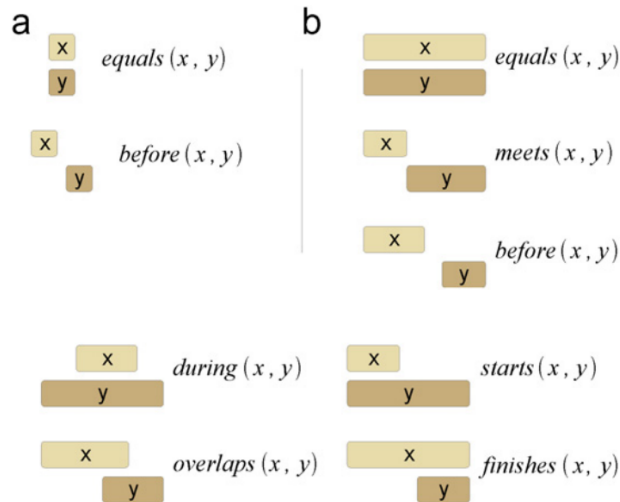 a
x
y
equals (x, y)
x
y
before (x, y)
b
x
y
equals (x, y)
x
y
meets (x, y)
x
y
before (x, y)
x
y
during (x, y)
x
y
starts (x, y)
x
y
overlaps (x, y)
x
y
finishes (x, y)